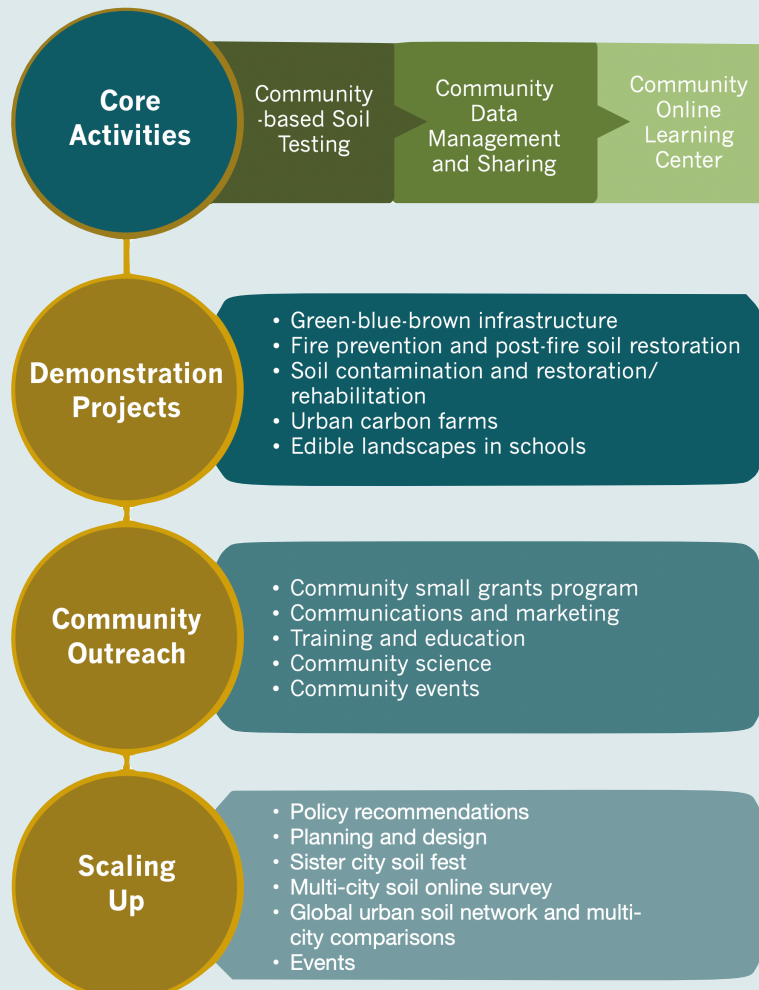 Core
Activities
Community
-based Soil
Testing
Community
Data
Management
and Sharing
Community
Online
Learning
Center
Demonstration
Projects
• Green-blue-brown infrastructure
• Fire prevention and post-fire soil restoration
• Soil contamination and restoration/
rehabilitation
• Urban carbon farms
• Edible landscapes in schools
Community
Outreach
• Community small grants program
• Communications and marketing
• Training and education
• Community science
• Community events
Scaling
Up
• Policy recommendations
• Planning and design
• Sister city soil fest
• Multi-city soil online survey
• Global urban soil network and multi-
city comparisons
• Events